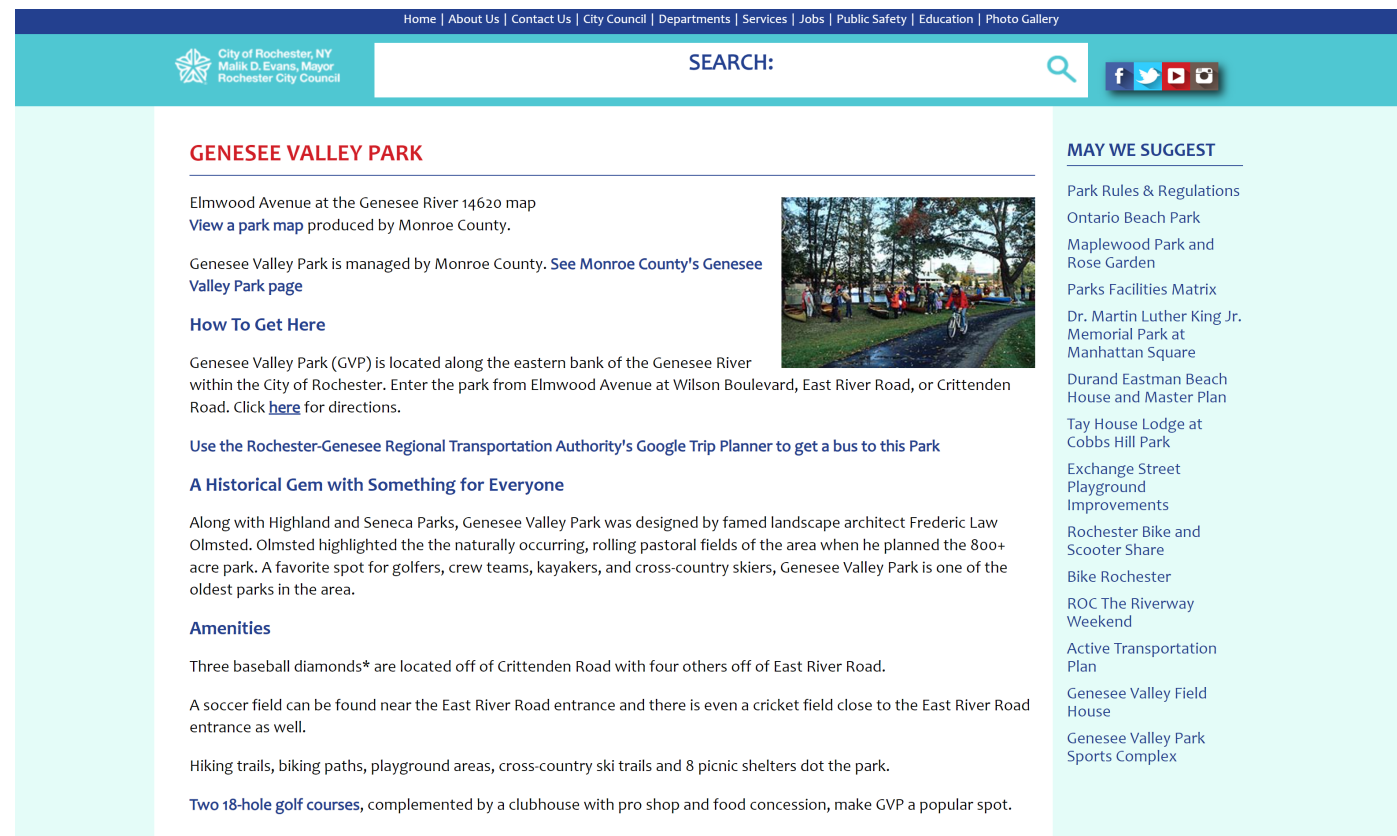 Home | About Us | Contact Us | City Council | Departments | Services | Jobs | Public Safety | Education | Photo Gallery
City of Rochester, NY
Malik D. Evans, Mayor
Rochester City Council
SEARCH:
GENESEE VALLEY PARK
Elmwood Avenue at the Genesee River 14620 map
View a park map produced by Monroe County.
Genesee Valley Park is managed by Monroe County. See Monroe County's Genesee
Valley Park page
How To Get Here
Genesee Valley Park (GVP) is located along the eastern bank of the Genesee River
within the City of Rochester. Enter the park from Elmwood Avenue at Wilson Boulevard, East River Road, or Crittenden
Road. Click here for directions.
Use the Rochester-Genesee Regional Transportation Authority's Google Trip Planner to get a bus to this Park
A Historical Gem with Something for Everyone
Along with Highland and Seneca Parks, Genesee Valley Park was designed by famed landscape architect Frederic Law
Olmsted. Olmsted highlighted the the naturally occurring, rolling pastoral fields of the area when he planned the 800+
acre park. A favorite spot for golfers, crew teams, kayakers, and cross-country skiers, Genesee Valley Park is one of the
oldest parks in the area.
Amenities
Three baseball diamonds* are located off of Crittenden Road with four others off of East River Road.
A soccer field can be found near the East River Road entrance and there is even a cricket field close to the East River Road
entrance as well.
Hiking trails, biking paths, playground areas, cross-country ski trails and 8 picnic shelters dot the park.
Two 18-hole golf courses, complemented by a clubhouse with pro shop and food concession, make GVP a popular spot.
MAY WE SUGGEST
Park Rules & Regulations
Ontario Beach Park
Maplewood Park and
Rose Garden
Parks Facilities Matrix
Dr. Martin Luther King Jr.
Memorial Park at
Manhattan Square
Durand Eastman Beach
House and Master Plan
Tay House Lodge at
Cobbs Hill Park
Exchange Street
Playground
Improvements
Rochester Bike and
Scooter Share
Bike Rochester
ROC The Riverway
Weekend
Active Transportation
Plan
Genesee Valley Field
House
Genesee Valley Park
Sports Complex